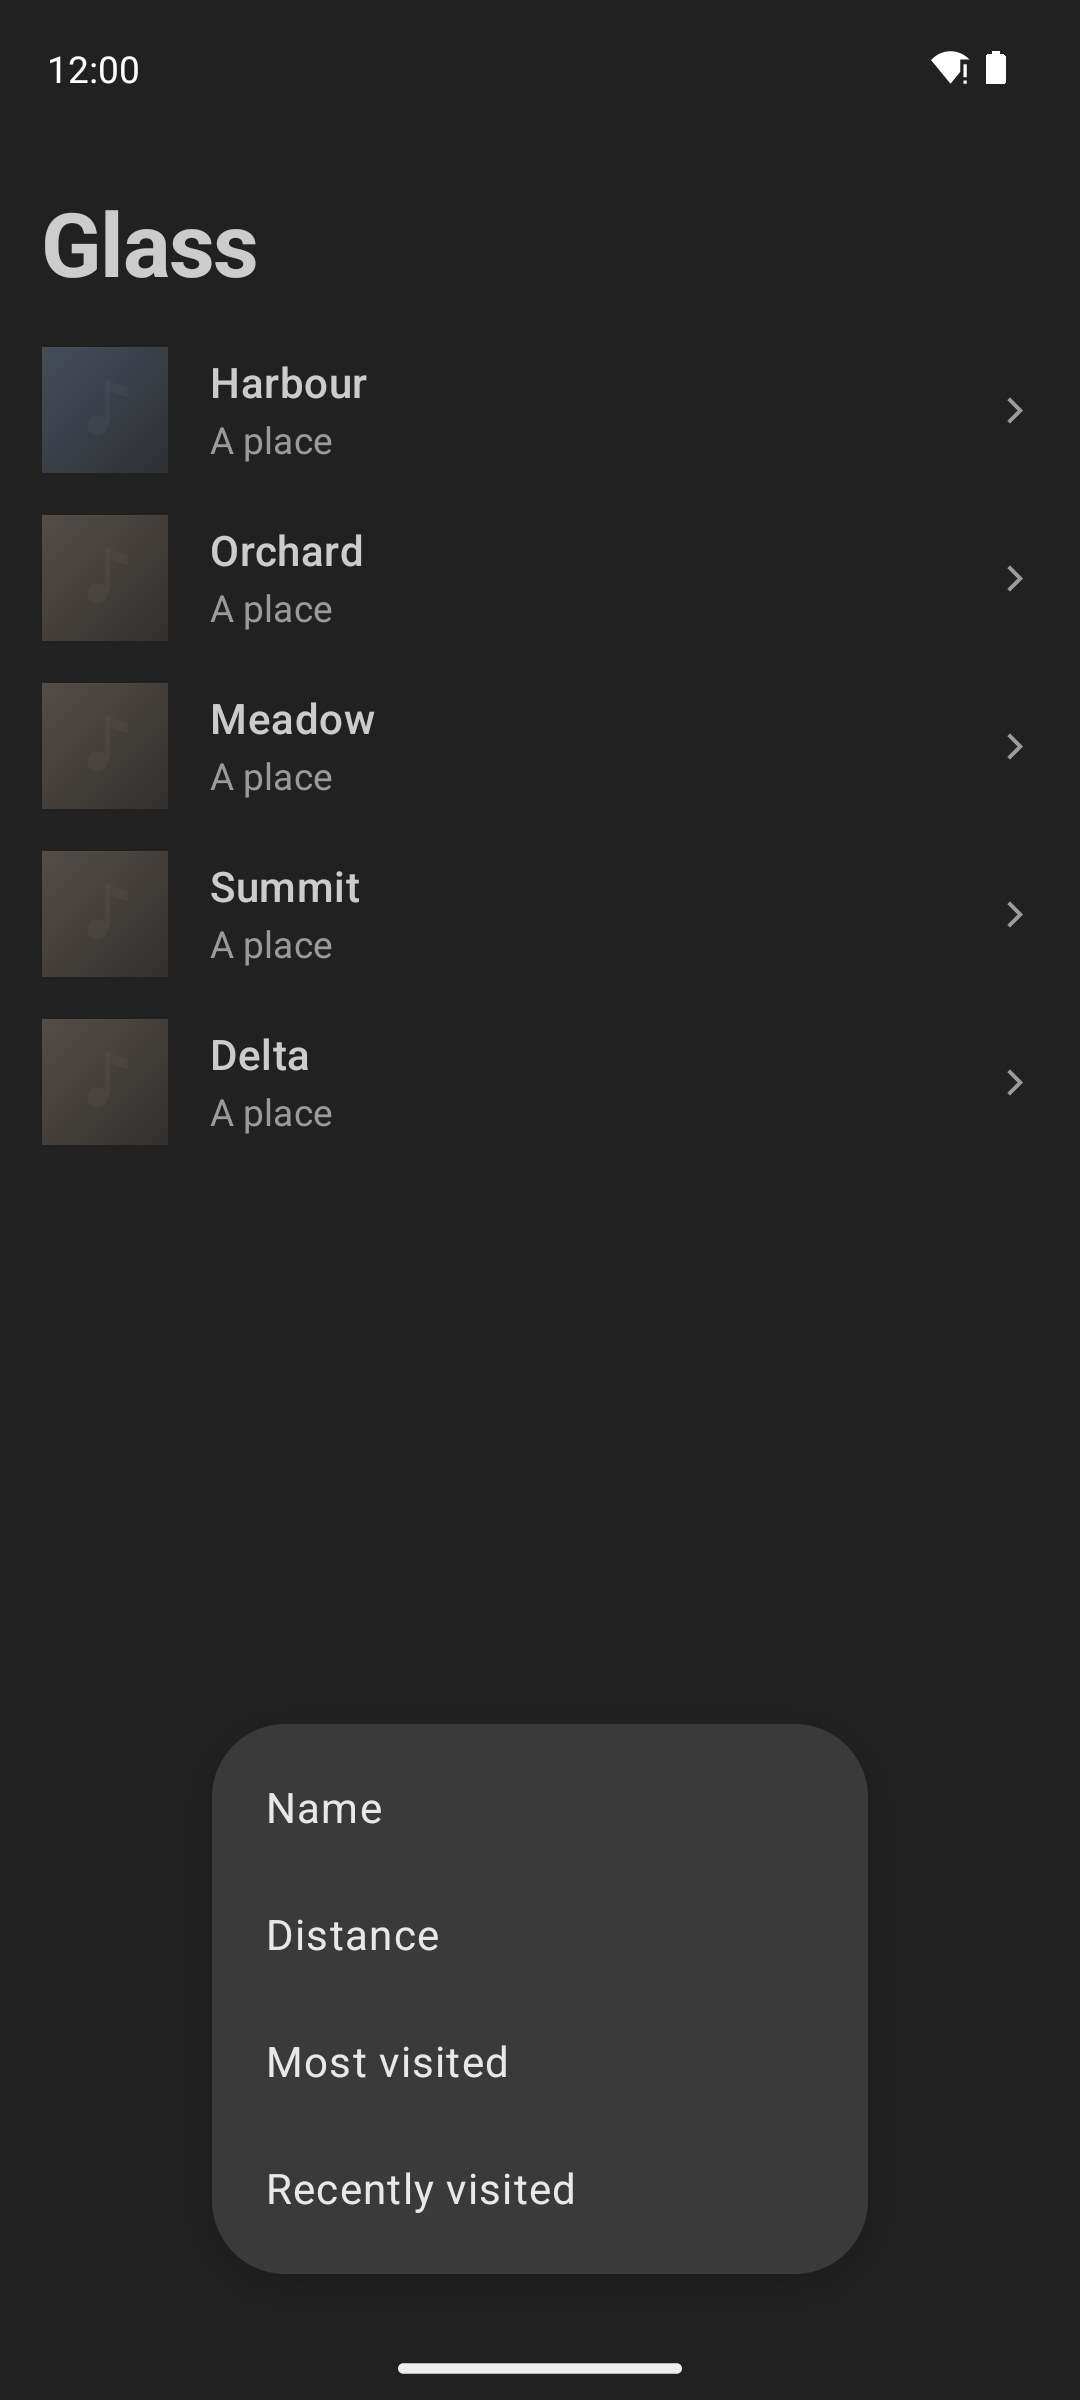 12:00
Glass
Harbour
A place
Orchard
A place
Meadow
A place
Summit
A place
Delta
A place
Name
Distance
Most visited
Recently visited